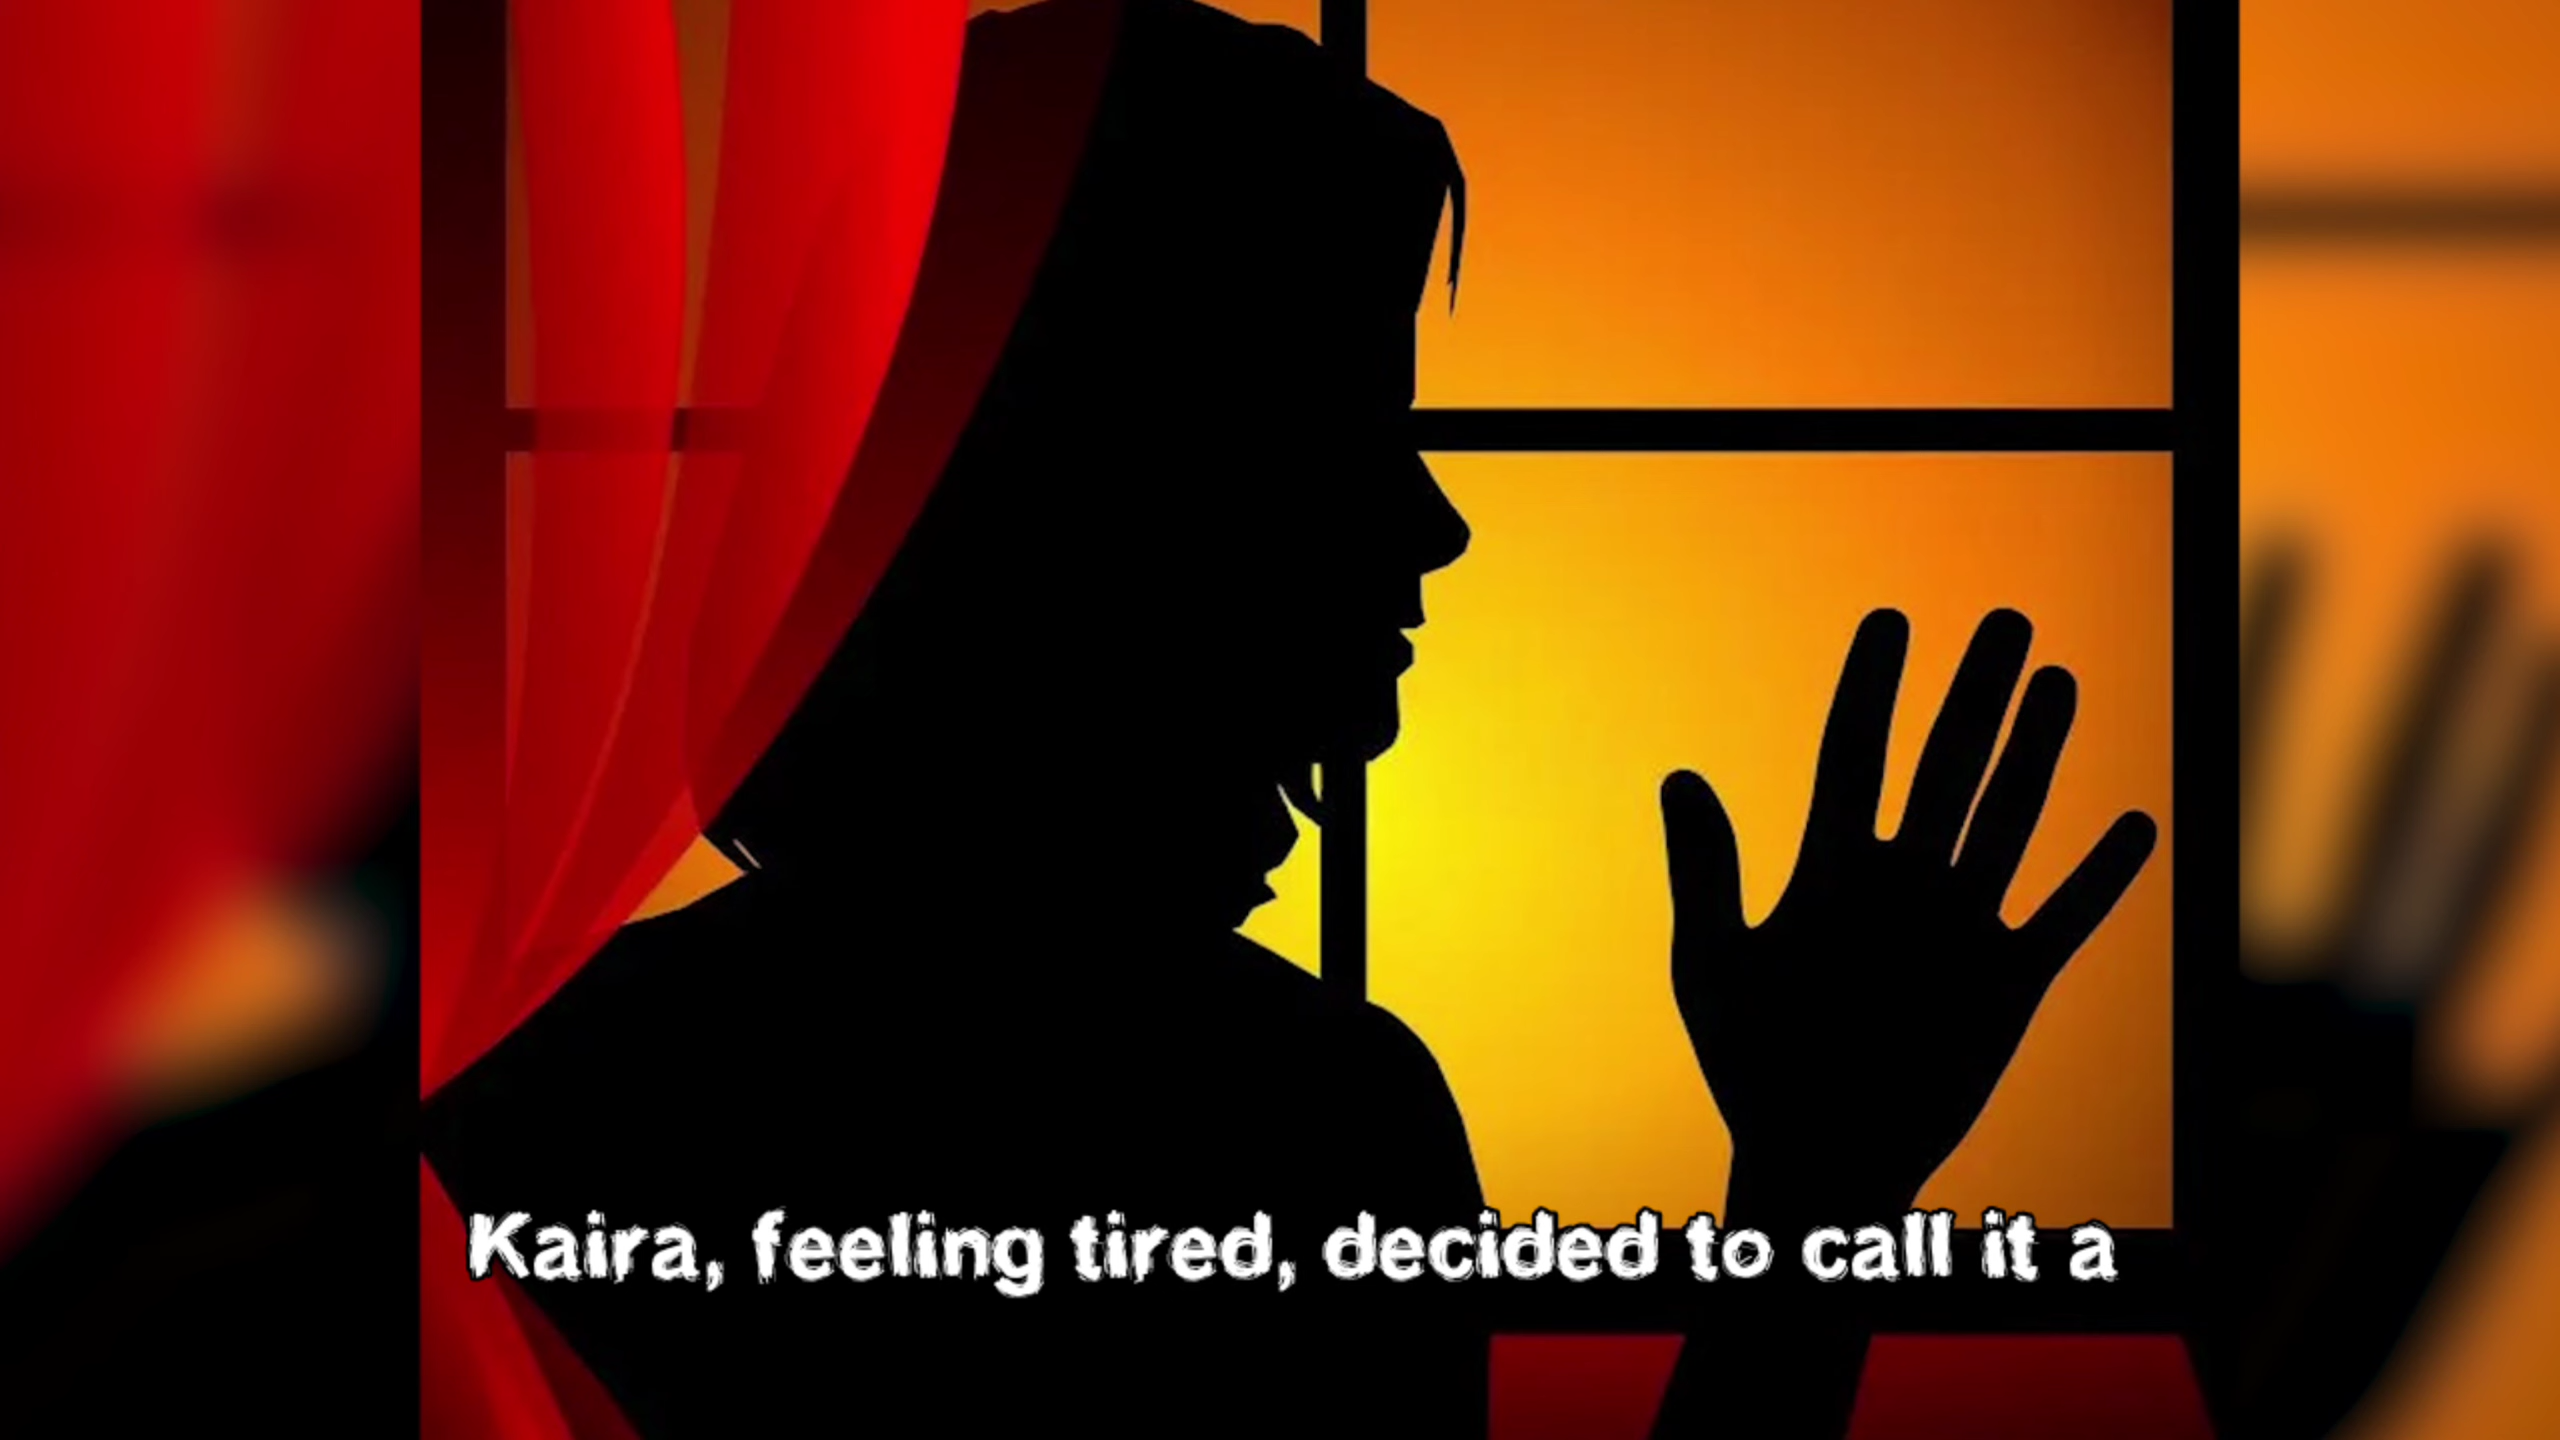 Kaira, feeling tired, decided to call it a